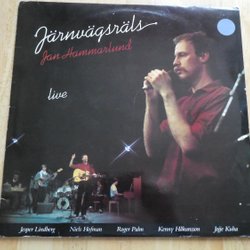 Järnvägsräls
Jan Hammarlund
live
Jesper Lindberg Niels Hofman Roger Palm Kenny Håkansson Jojje Kuha